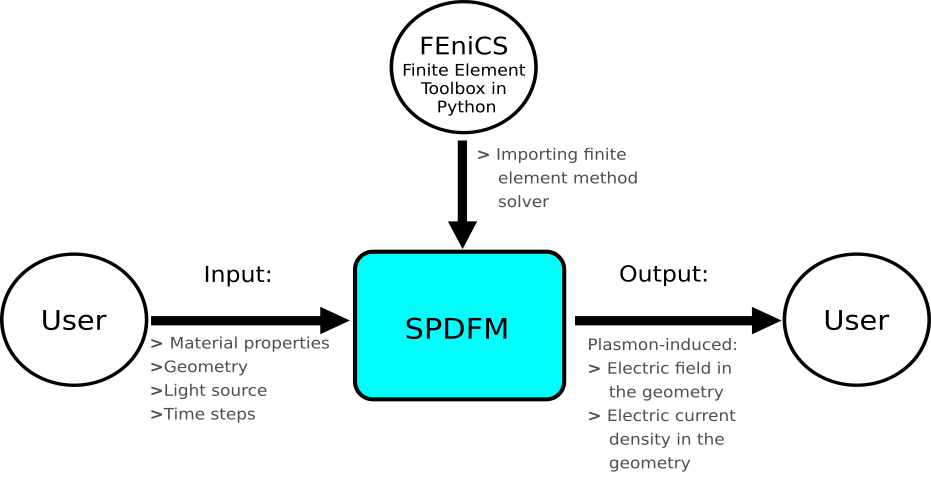 FEniCS
Finite Element
Toolbox in
Python
> Importing finite
element method
solver
Input:
Output:
User
SPDFM
User
> Material properties
>Geometry
>Light source
>Time steps
Plasmon-induced:
> Electric field in
the geometry
> Electric current
density in the
geometry